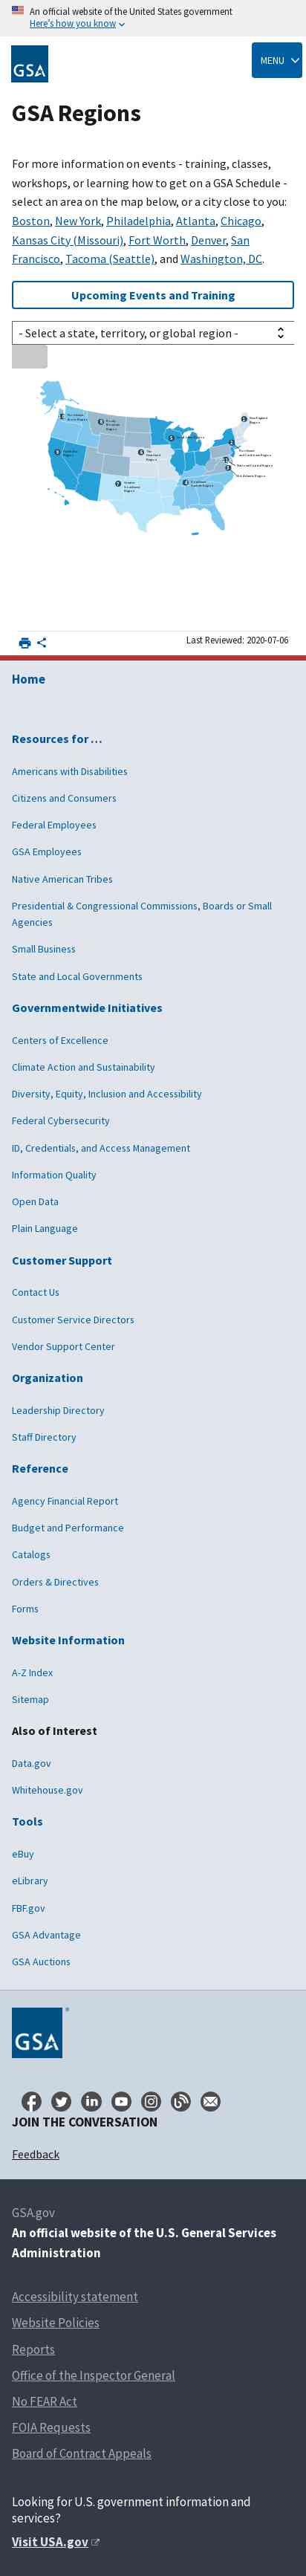 An official website of the United States government
Here's how you know
GSA
MENU
GSA Regions
For more information on events - training, classes,
workshops, or learning how to get on a GSA Schedule -
select an area on the map below, or a city close to you:
Boston, New York, Philadelphia, Atlanta, Chicago,
Kansas City (Missouri), Fort Worth, Denver, San
Francisco, Tacoma (Seattle), and Washington, DC.
Upcoming Events and Training
- Select a state, territory, or global region -
Last Reviewed: 2020-07-06
Home
Resources for …
Americans with Disabilities
Citizens and Consumers
Federal Employees
GSA Employees
Native American Tribes
Presidential & Congressional Commissions, Boards or Small
Agencies
Small Business
State and Local Governments
Governmentwide Initiatives
Centers of Excellence
Climate Action and Sustainability
Diversity, Equity, Inclusion and Accessibility
Federal Cybersecurity
ID, Credentials, and Access Management
Information Quality
Open Data
Plain Language
Customer Support
Contact Us
Customer Service Directors
Vendor Support Center
Organization
Leadership Directory
Staff Directory
Reference
Agency Financial Report
Budget and Performance
Catalogs
Orders & Directives
Forms
Website Information
A-Z Index
Sitemap
Also of Interest
Data.gov
Whitehouse.gov
Tools
eBuy
eLibrary
FBF.gov
GSA Advantage
GSA Auctions
GSA
JOIN THE CONVERSATION
Feedback
GSA.gov
An official website of the U.S. General Services
Administration
Accessibility statement
Website Policies
Reports
Office of the Inspector General
No FEAR Act
FOIA Requests
Board of Contract Appeals
Looking for U.S. government information and
services?
Visit USA.gov